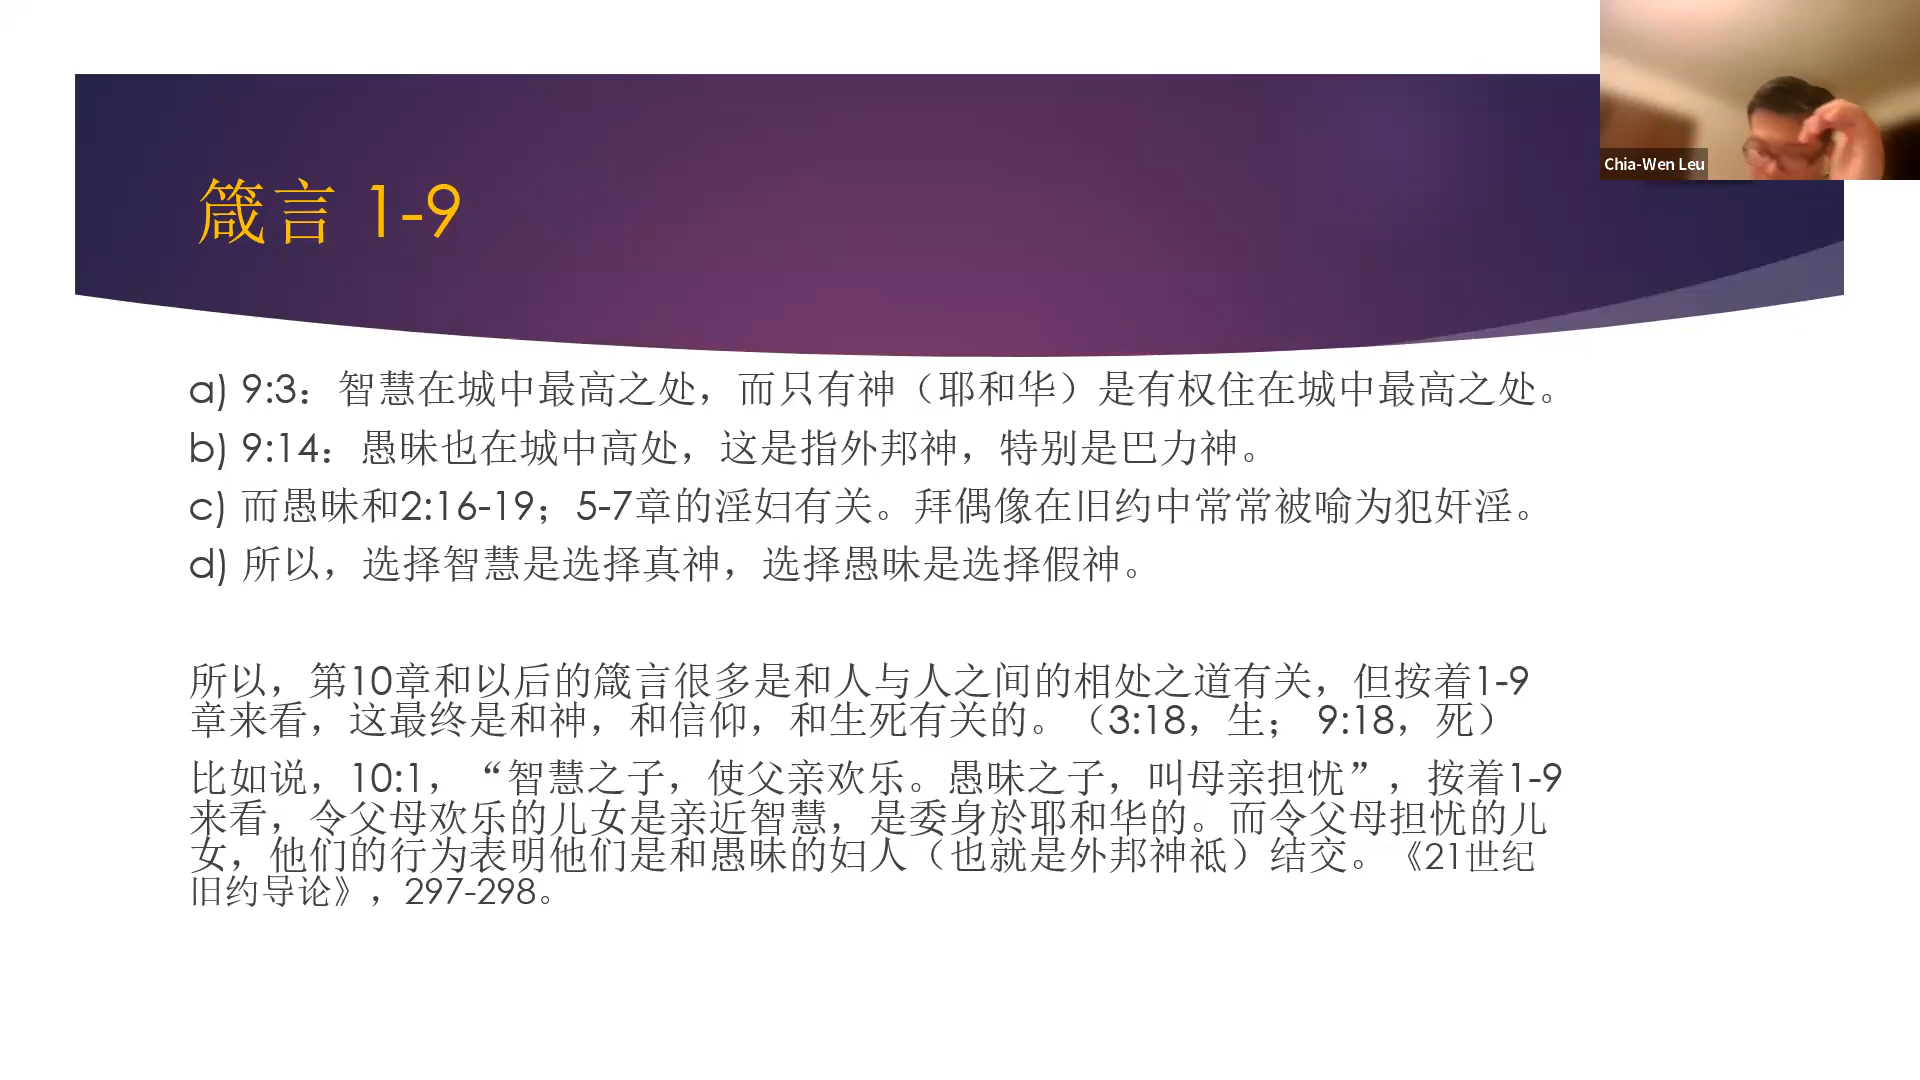 Chia-Wen Leu
箴言 1-9
a) 9:3：智慧在城中最高之处，而只有神（耶和华）是有权住在城中最高之处。
b) 9:14：愚昧也在城中高处，这是指外邦神，特别是巴力神。
c) 而愚昧和2:16-19；5-7章的淫妇有关。拜偶像在旧约中常常被喻为犯奸淫。
d) 所以，选择智慧是选择真神，选择愚昧是选择假神。
所以，第10章和以后的箴言很多是和人与人之间的相处之道有关，但按着1-9
章来看，这最终是和神，和信仰，和生死有关的。（3:18，生； 9:18，死）
比如说，10:1，“智慧之子，使父亲欢乐。愚昧之子，叫母亲担忧”，按着1-9
来看，令父母欢乐的儿女是亲近智慧，是委身於耶和华的。而令父母担忧的儿
女，他们的行为表明他们是和愚昧的妇人（也就是外邦神祇）结交。《21世纪
旧约导论》，297-298。